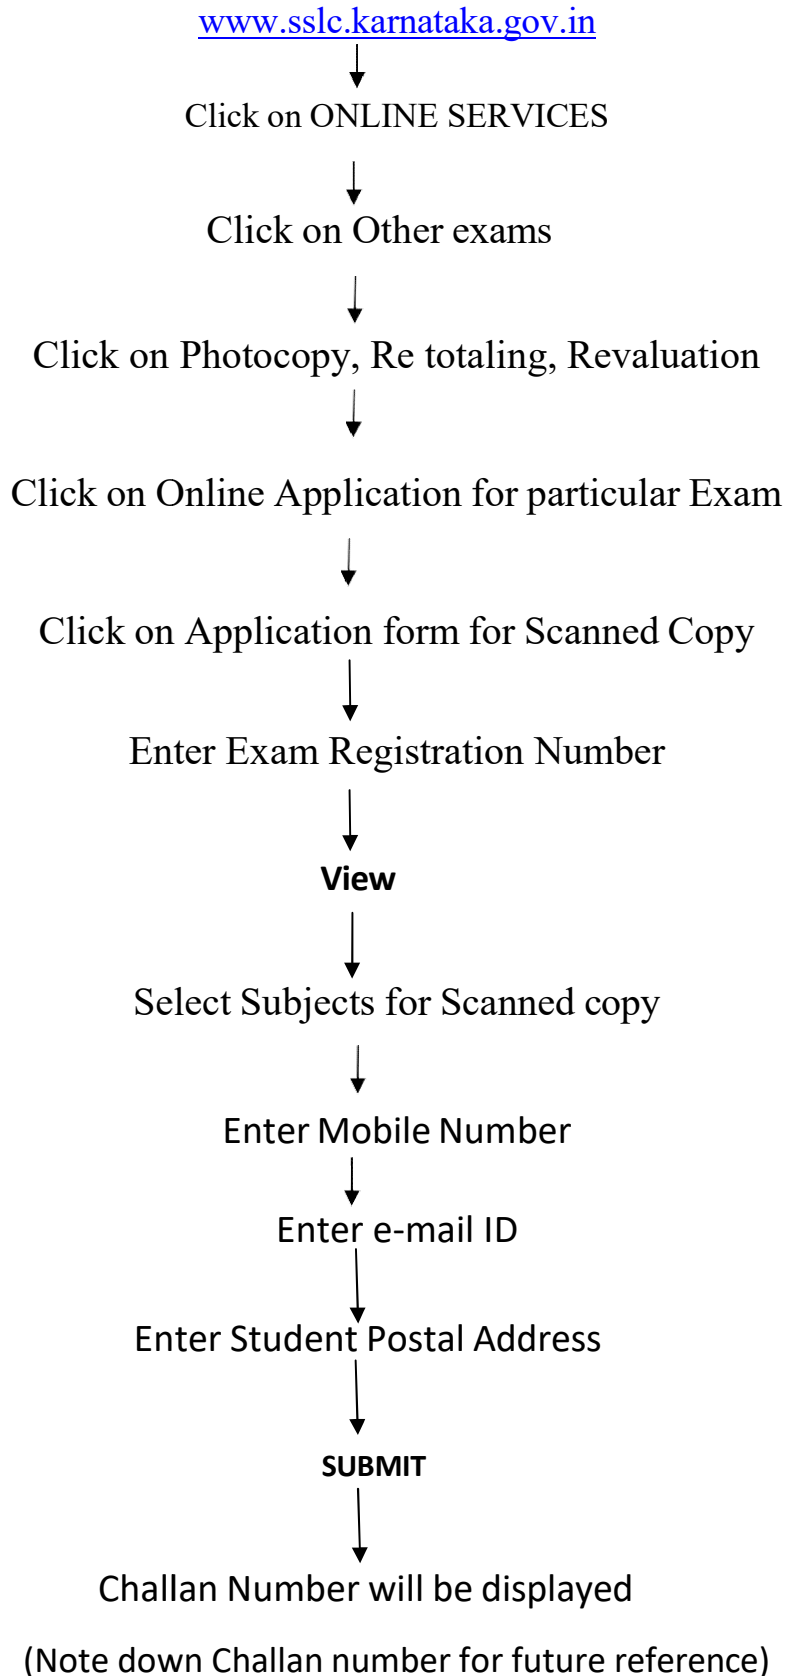 www.sslc.karnataka.gov.in
Click on ONLINE SERVICES
Click on Other exams
Click on Photocopy, Re totaling, Revaluation
Click on Online Application for particular Exam
Click on Application form for Scanned Copy
Enter Exam Registration Number
View
Select Subjects for Scanned copy
Enter Mobile Number
Enter e-mail ID
Enter Student Postal Address
SUBMIT
Challan Number will be displayed
(Note down Challan number for future reference)